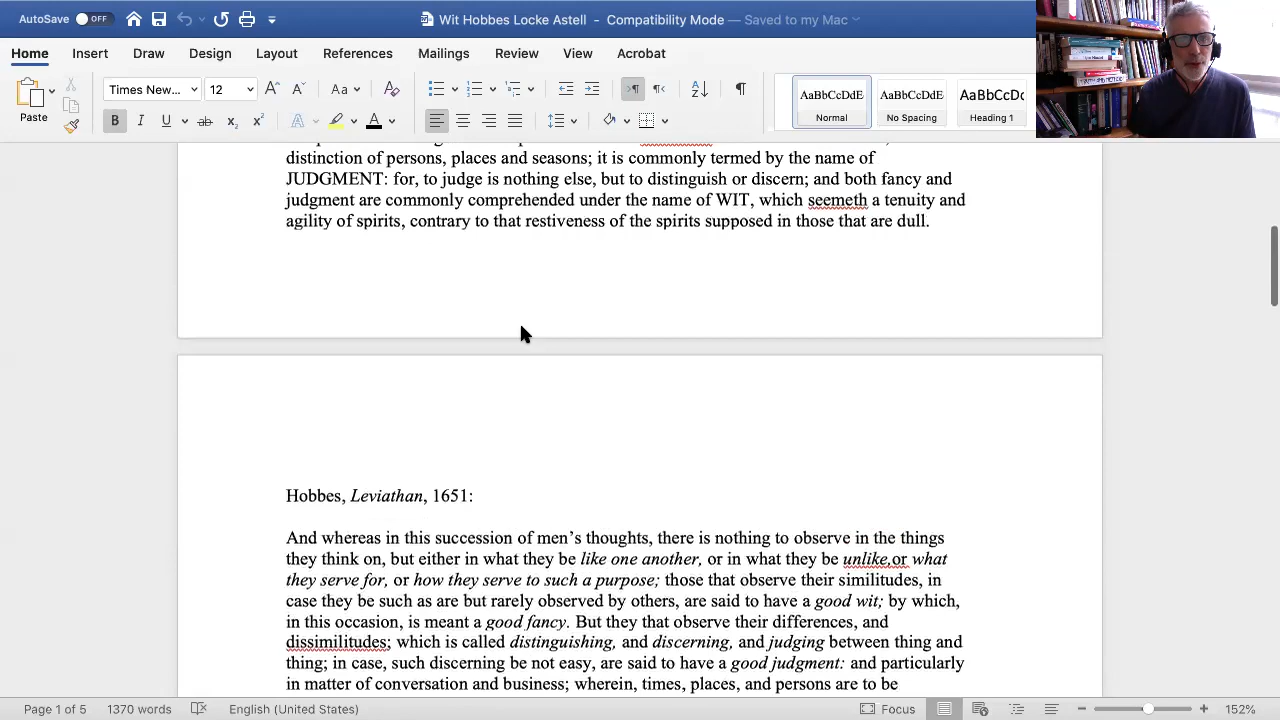 AutoSave OFF Wit Hobbes Locke Astell - Compatibility Mode — Saved to my Mac
Home Insert Draw Design Layout References Mailings Review View Acrobat
Paste
Times New... 12
AaBbCcDdE AaBbCcDdE AaBbCcDc
Normal No Spacing Heading 1
distinction of persons, places and seasons; it is commonly termed by the name of
JUDGMENT: for, to judge is nothing else, but to distinguish or discern; and both fancy and
judgment are commonly comprehended under the name of WIT, which seemeth a tenuity and
agility of spirits, contrary to that restiveness of the spirits supposed in those that are dull.
Hobbes, Leviathan, 1651:
And whereas in this succession of men’s thoughts, there is nothing to observe in the things
they think on, but either in what they be like one another, or in what they be unlike,or what
they serve for, or how they serve to such a purpose; those that observe their similitudes, in
case they be such as are but rarely observed by others, are said to have a good wit; by which,
in this occasion, is meant a good fancy. But they that observe their differences, and
dissimilitudes; which is called distinguishing, and discerning, and judging between thing and
thing; in case, such discerning be not easy, are said to have a good judgment: and particularly
in matter of conversation and business; wherein, times, places, and persons are to be
Page 1 of 5 1370 words English (United States) Focus 152%